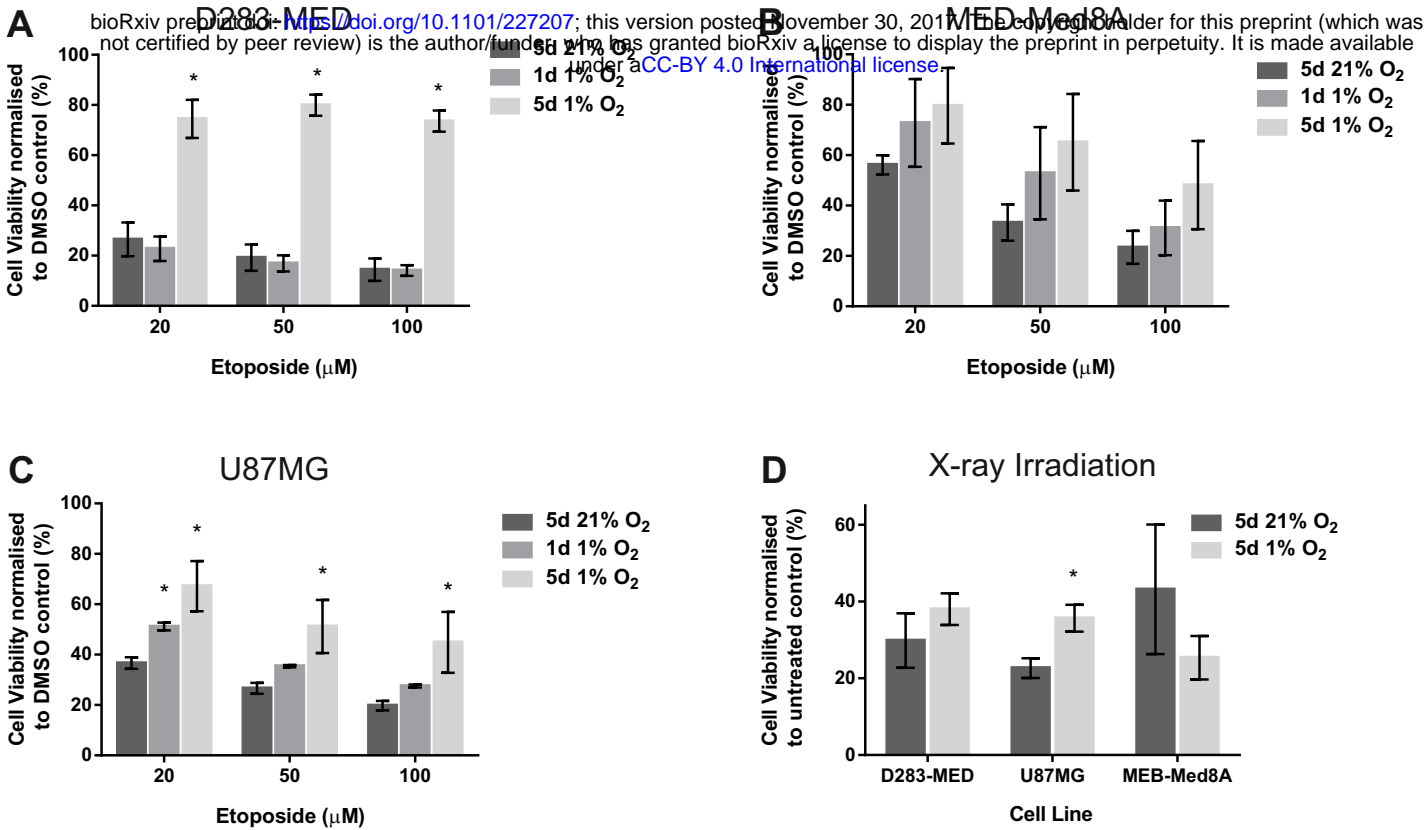 bioRxiv preprint doi: https://doi.org/10.1101/227207; this version posted November 30, 2017. The copyright holder for this preprint (which was
not certified by peer review) is the author/funder, who has granted bioRxiv a license to display the preprint in perpetuity. It is made available
under aCC-BY 4.0 International license.
A
D283-MED
Cell Viability normalised
to DMSO control (%)
100
80
60
40
20
0
* * *
20 50 100
Etoposide (μM)
5d 21% O2
1d 1% O2
5d 1% O2
B
MED-Med8A
Cell Viability normalised
to DMSO control (%)
100
80
60
40
20
0
20 50 100
Etoposide (μM)
5d 21% O2
1d 1% O2
5d 1% O2
C
U87MG
Cell Viability normalised
to DMSO control (%)
100
80
60
40
20
0
* * * *
20 50 100
Etoposide (μM)
5d 21% O2
1d 1% O2
5d 1% O2
D
X-ray Irradiation
Cell Viability normalised
to untreated control (%)
60
40
20
0
*
D283-MED U87MG MEB-Med8A
Cell Line
5d 21% O2
5d 1% O2